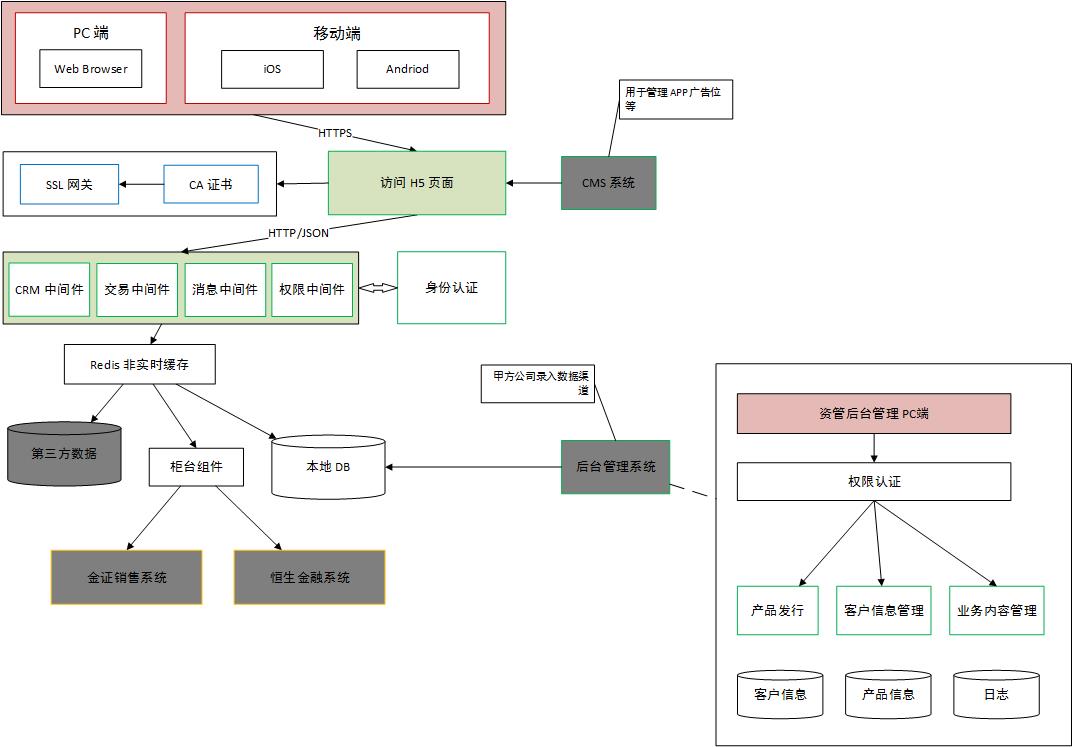 PC 端
移动端
Web Browser
iOS
Andriod
用于管理 APP 广告位
等
HTTPS
SSL 网关
CA 证书
访问 H5 页面
CMS 系统
HTTP/JSON
CRM 中间件
交易中间件
消息中间件
权限中间件
身份认证
Redis 非实时缓存
甲方公司录入数据渠
道
第三方数据
柜台组件
本地 DB
后台管理系统
金证销售系统
恒生金融系统
资管后台管理 PC端
权限认证
产品发行
客户信息管理
业务内容管理
客户信息
产品信息
日志